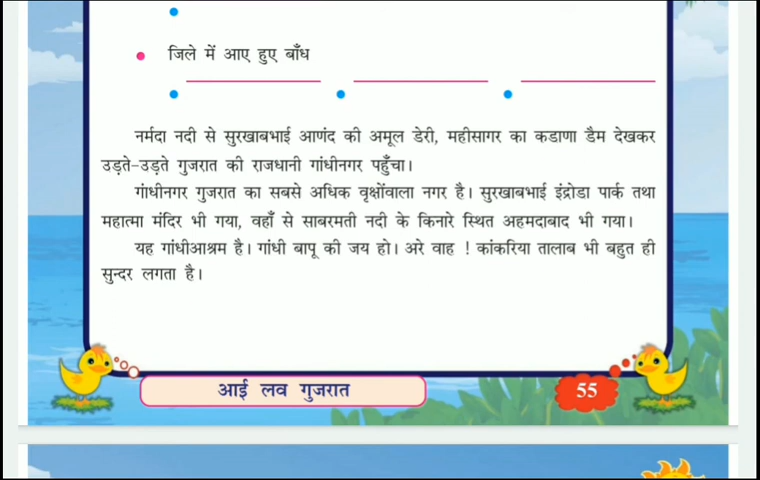 जिले में आए हुए बाँध
नर्मदा नदी से सुरखाबभाई आणंद की अमूल डेरी, महीसागर का कडाणा डैम देखकर
उड़ते-उड़ते गुजरात की राजधानी गांधीनगर पहुँचा।
गांधीनगर गुजरात का सबसे अधिक वृक्षोंवाला नगर है। सुरखाबभाई इंद्रोडा पार्क तथा
महात्मा मंदिर भी गया, वहाँ से साबरमती नदी के किनारे स्थित अहमदाबाद भी गया।
यह गांधीआश्रम है। गांधी बापू की जय हो। अरे वाह ! कांकरिया तालाब भी बहुत ही
सुन्दर लगता है।
आई लव गुजरात
55